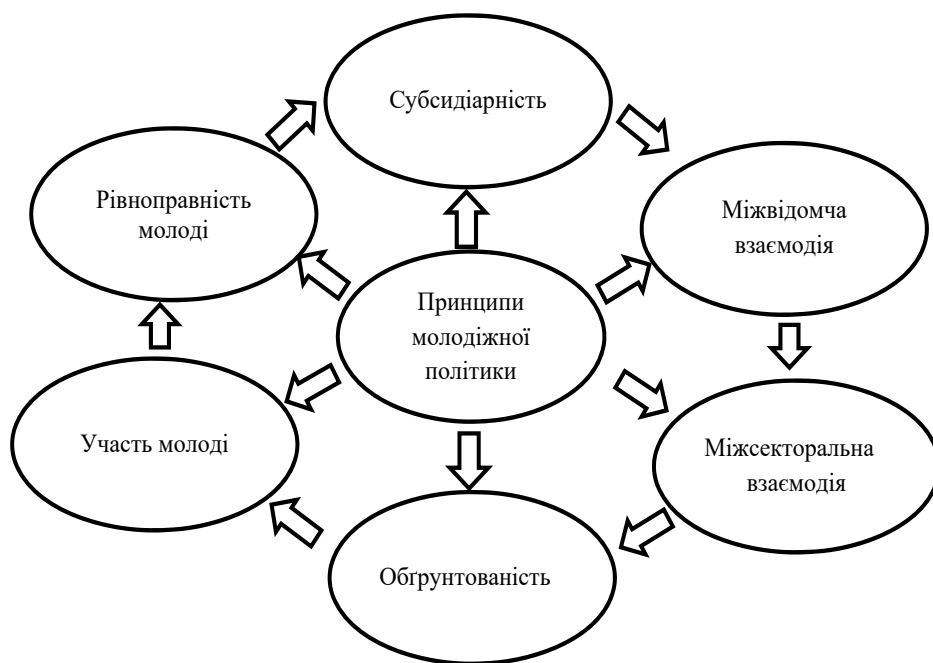 Субсидіарність
Рівноправність
молоді
Міжвідомча
взаємодія
Принципи
молодіжної
політики
Участь молоді
Міжсекторальна
взаємодія
Обґрунтованість